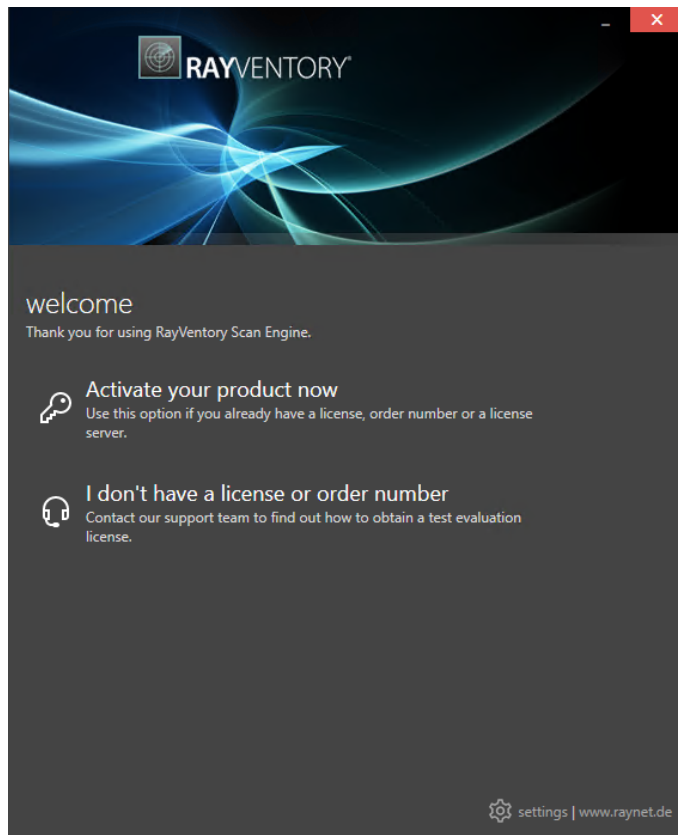 RAYVENTORY®
welcome
Thank you for using RayVentory Scan Engine.
Activate your product now
Use this option if you already have a license, order number or a license
server.
I don't have a license or order number
Contact our support team to find out how to obtain a test evaluation
license.
settings | www.raynet.de